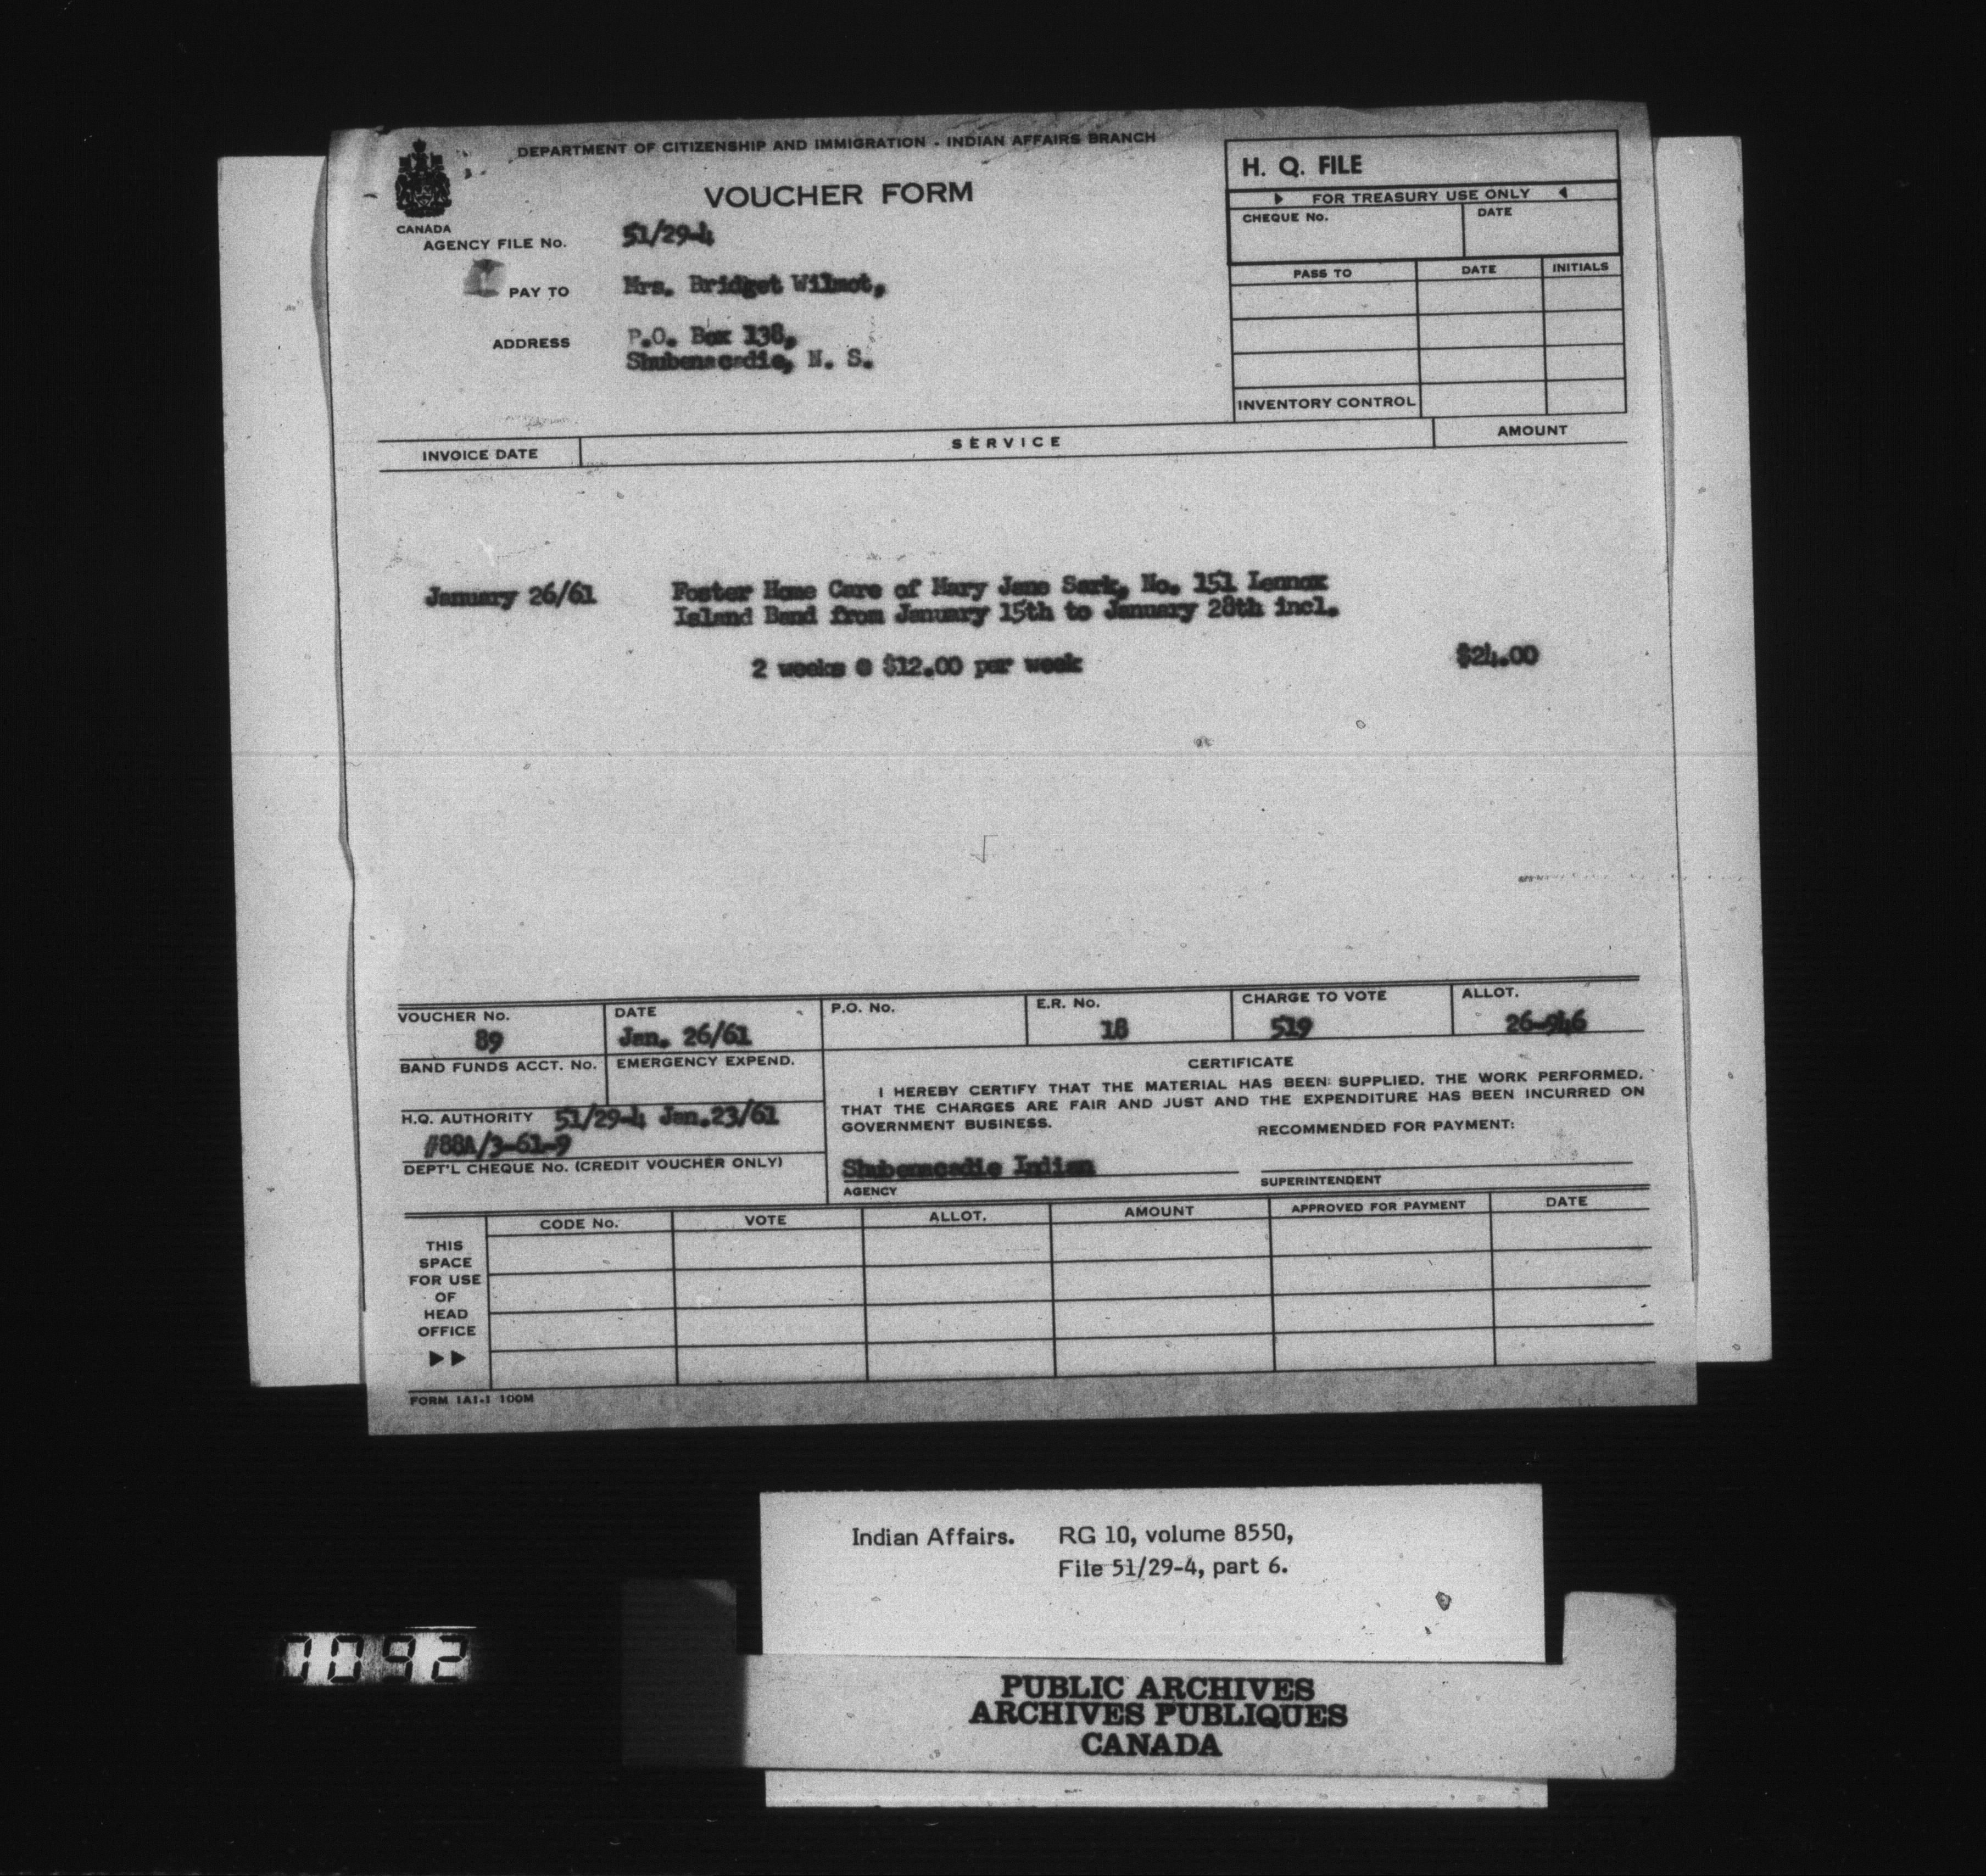 DEPARTMENT OF CITIZENSHIP AND IMMIGRATION - INDIAN AFFAIRS BRANCH
VOUCHER FORM
CANADA
AGENCY FILE No. 51/29-4
PAY TO Mrs. Bridget Wilmot,
ADDRESS P.O. Box 138,
Shubenacadie, N. S.
H. Q. FILE
FOR TREASURY USE ONLY
CHEQUE No. DATE
PASS TO DATE INITIALS
INVENTORY CONTROL
INVOICE DATE SERVICE AMOUNT
January 26/61 Foster Home Care of Mary Jane Sark, No. 151 Lennox
Island Band from January 15th to January 28th incl.
2 weeks @ $12.00 per week $24.00
VOUCHER No. DATE P.O. No. E.R. No. CHARGE TO VOTE ALLOT.
89 Jan. 26/61 18 519 26-946
BAND FUNDS ACCT. No. EMERGENCY EXPEND.
H.Q. AUTHORITY 51/29-4 Jan.23/61
#88A/3-61-9
DEPT'L CHEQUE No. (CREDIT VOUCHER ONLY)
CERTIFICATE
I HEREBY CERTIFY THAT THE MATERIAL HAS BEEN SUPPLIED, THE WORK PERFORMED,
THAT THE CHARGES ARE FAIR AND JUST AND THE EXPENDITURE HAS BEEN INCURRED ON
GOVERNMENT BUSINESS.
RECOMMENDED FOR PAYMENT:
Shubenacadie Indian
AGENCY SUPERINTENDENT
CODE No. VOTE ALLOT. AMOUNT APPROVED FOR PAYMENT DATE
THIS
SPACE
FOR USE
OF
HEAD
OFFICE
FORM 1A1-1 100M
Indian Affairs. RG 10, volume 8550,
File 51/29-4, part 6.
0092
PUBLIC ARCHIVES
ARCHIVES PUBLIQUES
CANADA